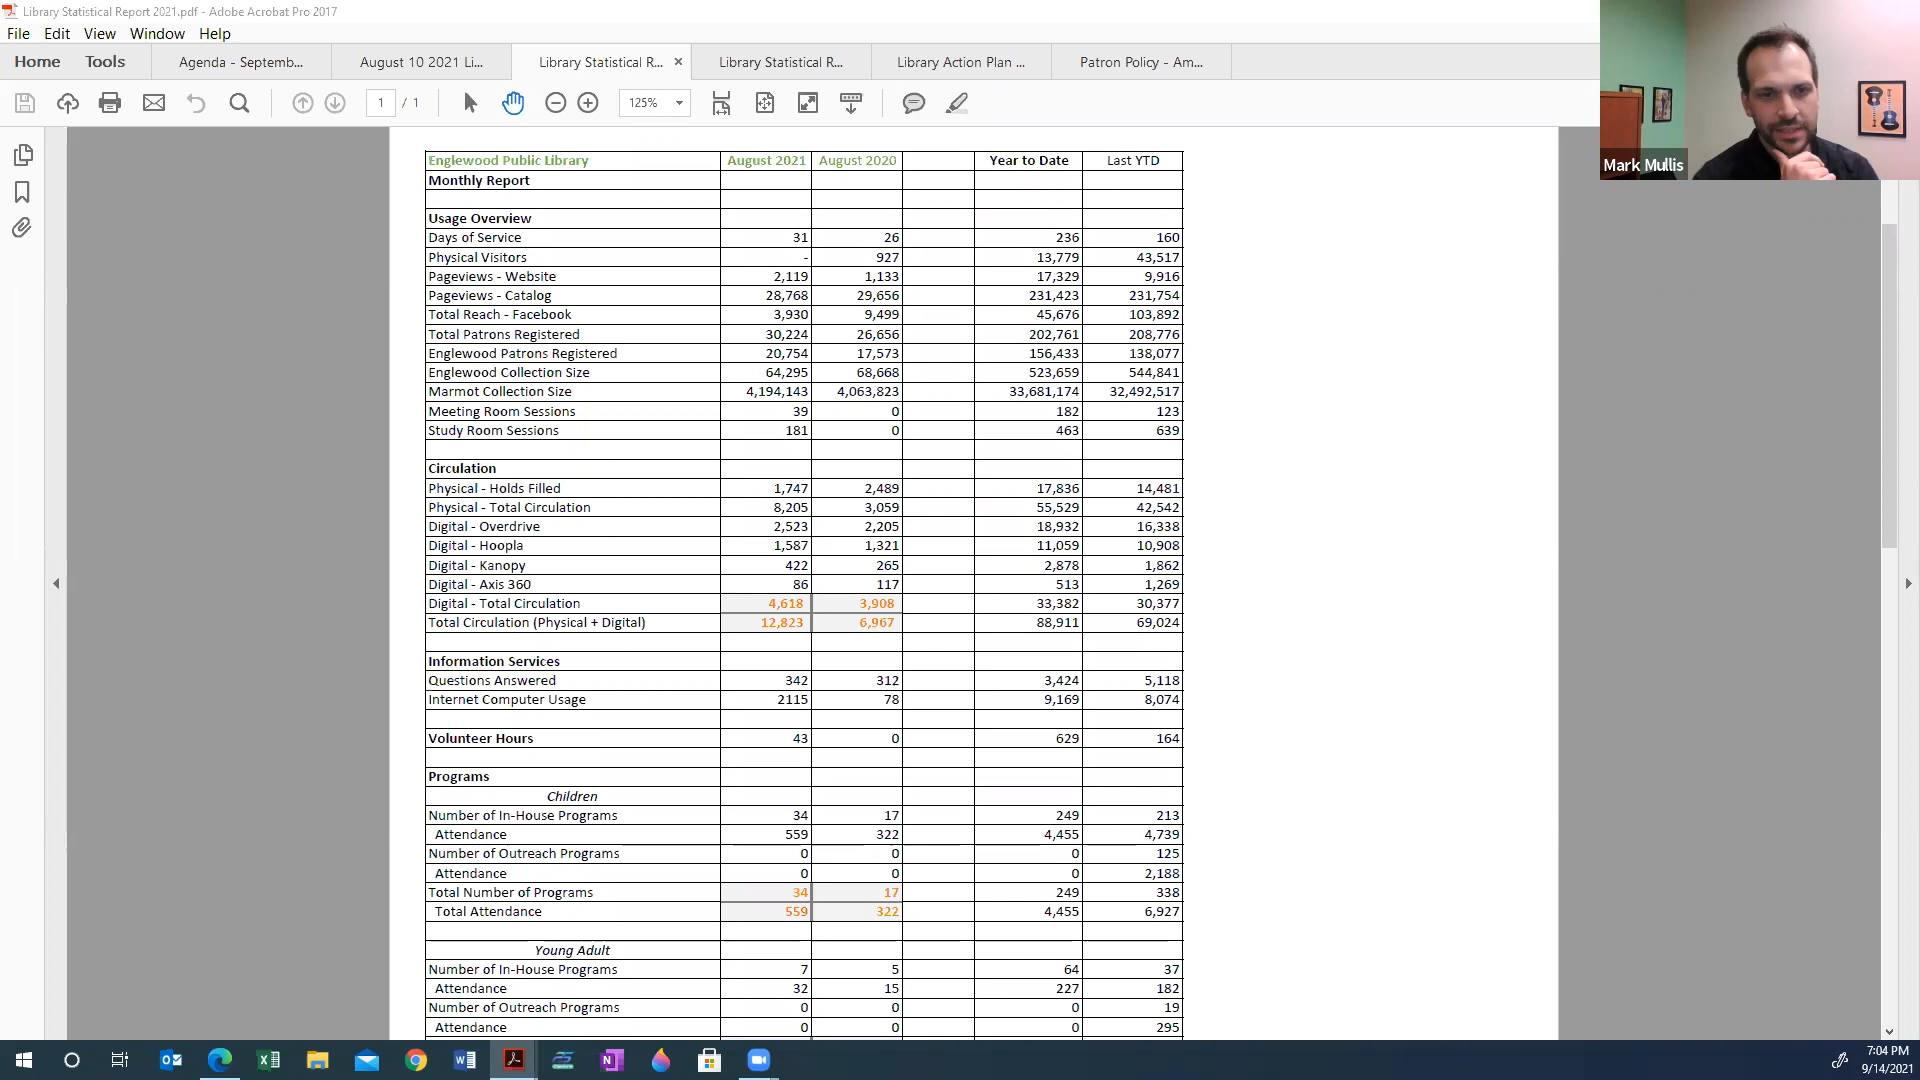 Library Statistical Report 2021.pdf - Adobe Acrobat Pro 2017
File Edit View Window Help
Home Tools Agenda - Septemb... August 10 2021 Li... Library Statistical R... × Library Statistical R... Library Action Plan ... Patron Policy - Am...
1 / 1 125%
Mark Mullis
Englewood Public Library August 2021 August 2020 Year to Date Last YTD
Monthly Report
Usage Overview
Days of Service 31 26 236 160
Physical Visitors - 927 13,779 43,517
Pageviews - Website 2,119 1,133 17,329 9,916
Pageviews - Catalog 28,768 29,656 231,423 231,754
Total Reach - Facebook 3,930 9,499 45,676 103,892
Total Patrons Registered 30,224 26,656 202,761 208,776
Englewood Patrons Registered 20,754 17,573 156,433 138,077
Englewood Collection Size 64,295 68,668 523,659 544,841
Marmot Collection Size 4,194,143 4,063,823 33,681,174 32,492,517
Meeting Room Sessions 39 0 182 123
Study Room Sessions 181 0 463 639
Circulation
Physical - Holds Filled 1,747 2,489 17,836 14,481
Physical - Total Circulation 8,205 3,059 55,529 42,542
Digital - Overdrive 2,523 2,205 18,932 16,338
Digital - Hoopla 1,587 1,321 11,059 10,908
Digital - Kanopy 422 265 2,878 1,862
Digital - Axis 360 86 117 513 1,269
Digital - Total Circulation 4,618 3,908 33,382 30,377
Total Circulation (Physical + Digital) 12,823 6,967 88,911 69,024
Information Services
Questions Answered 342 312 3,424 5,118
Internet Computer Usage 2115 78 9,169 8,074
Volunteer Hours 43 0 629 164
Programs
Children
Number of In-House Programs 34 17 249 213
Attendance 559 322 4,455 4,739
Number of Outreach Programs 0 0 0 125
Attendance 0 0 0 2,188
Total Number of Programs 34 17 249 338
Total Attendance 559 322 4,455 6,927
Young Adult
Number of In-House Programs 7 5 64 37
Attendance 32 15 227 182
Number of Outreach Programs 0 0 0 19
Attendance 0 0 0 295
7:04 PM
9/14/2021